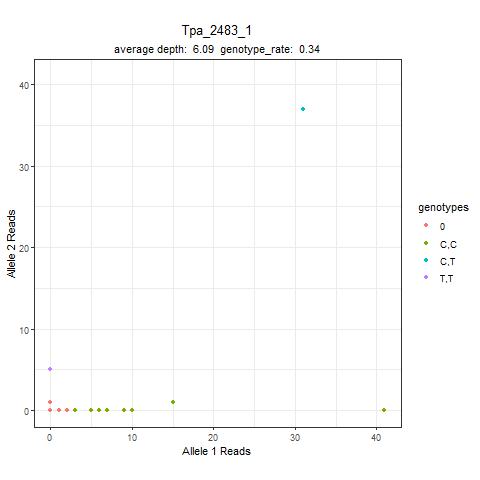 Tpa_2483_1
average depth: 6.09 genotype_rate: 0.34
40
30
20
10
0
Allele 2 Reads
0 10 20 30 40
Allele 1 Reads
genotypes
0
C,C
C,T
T,T